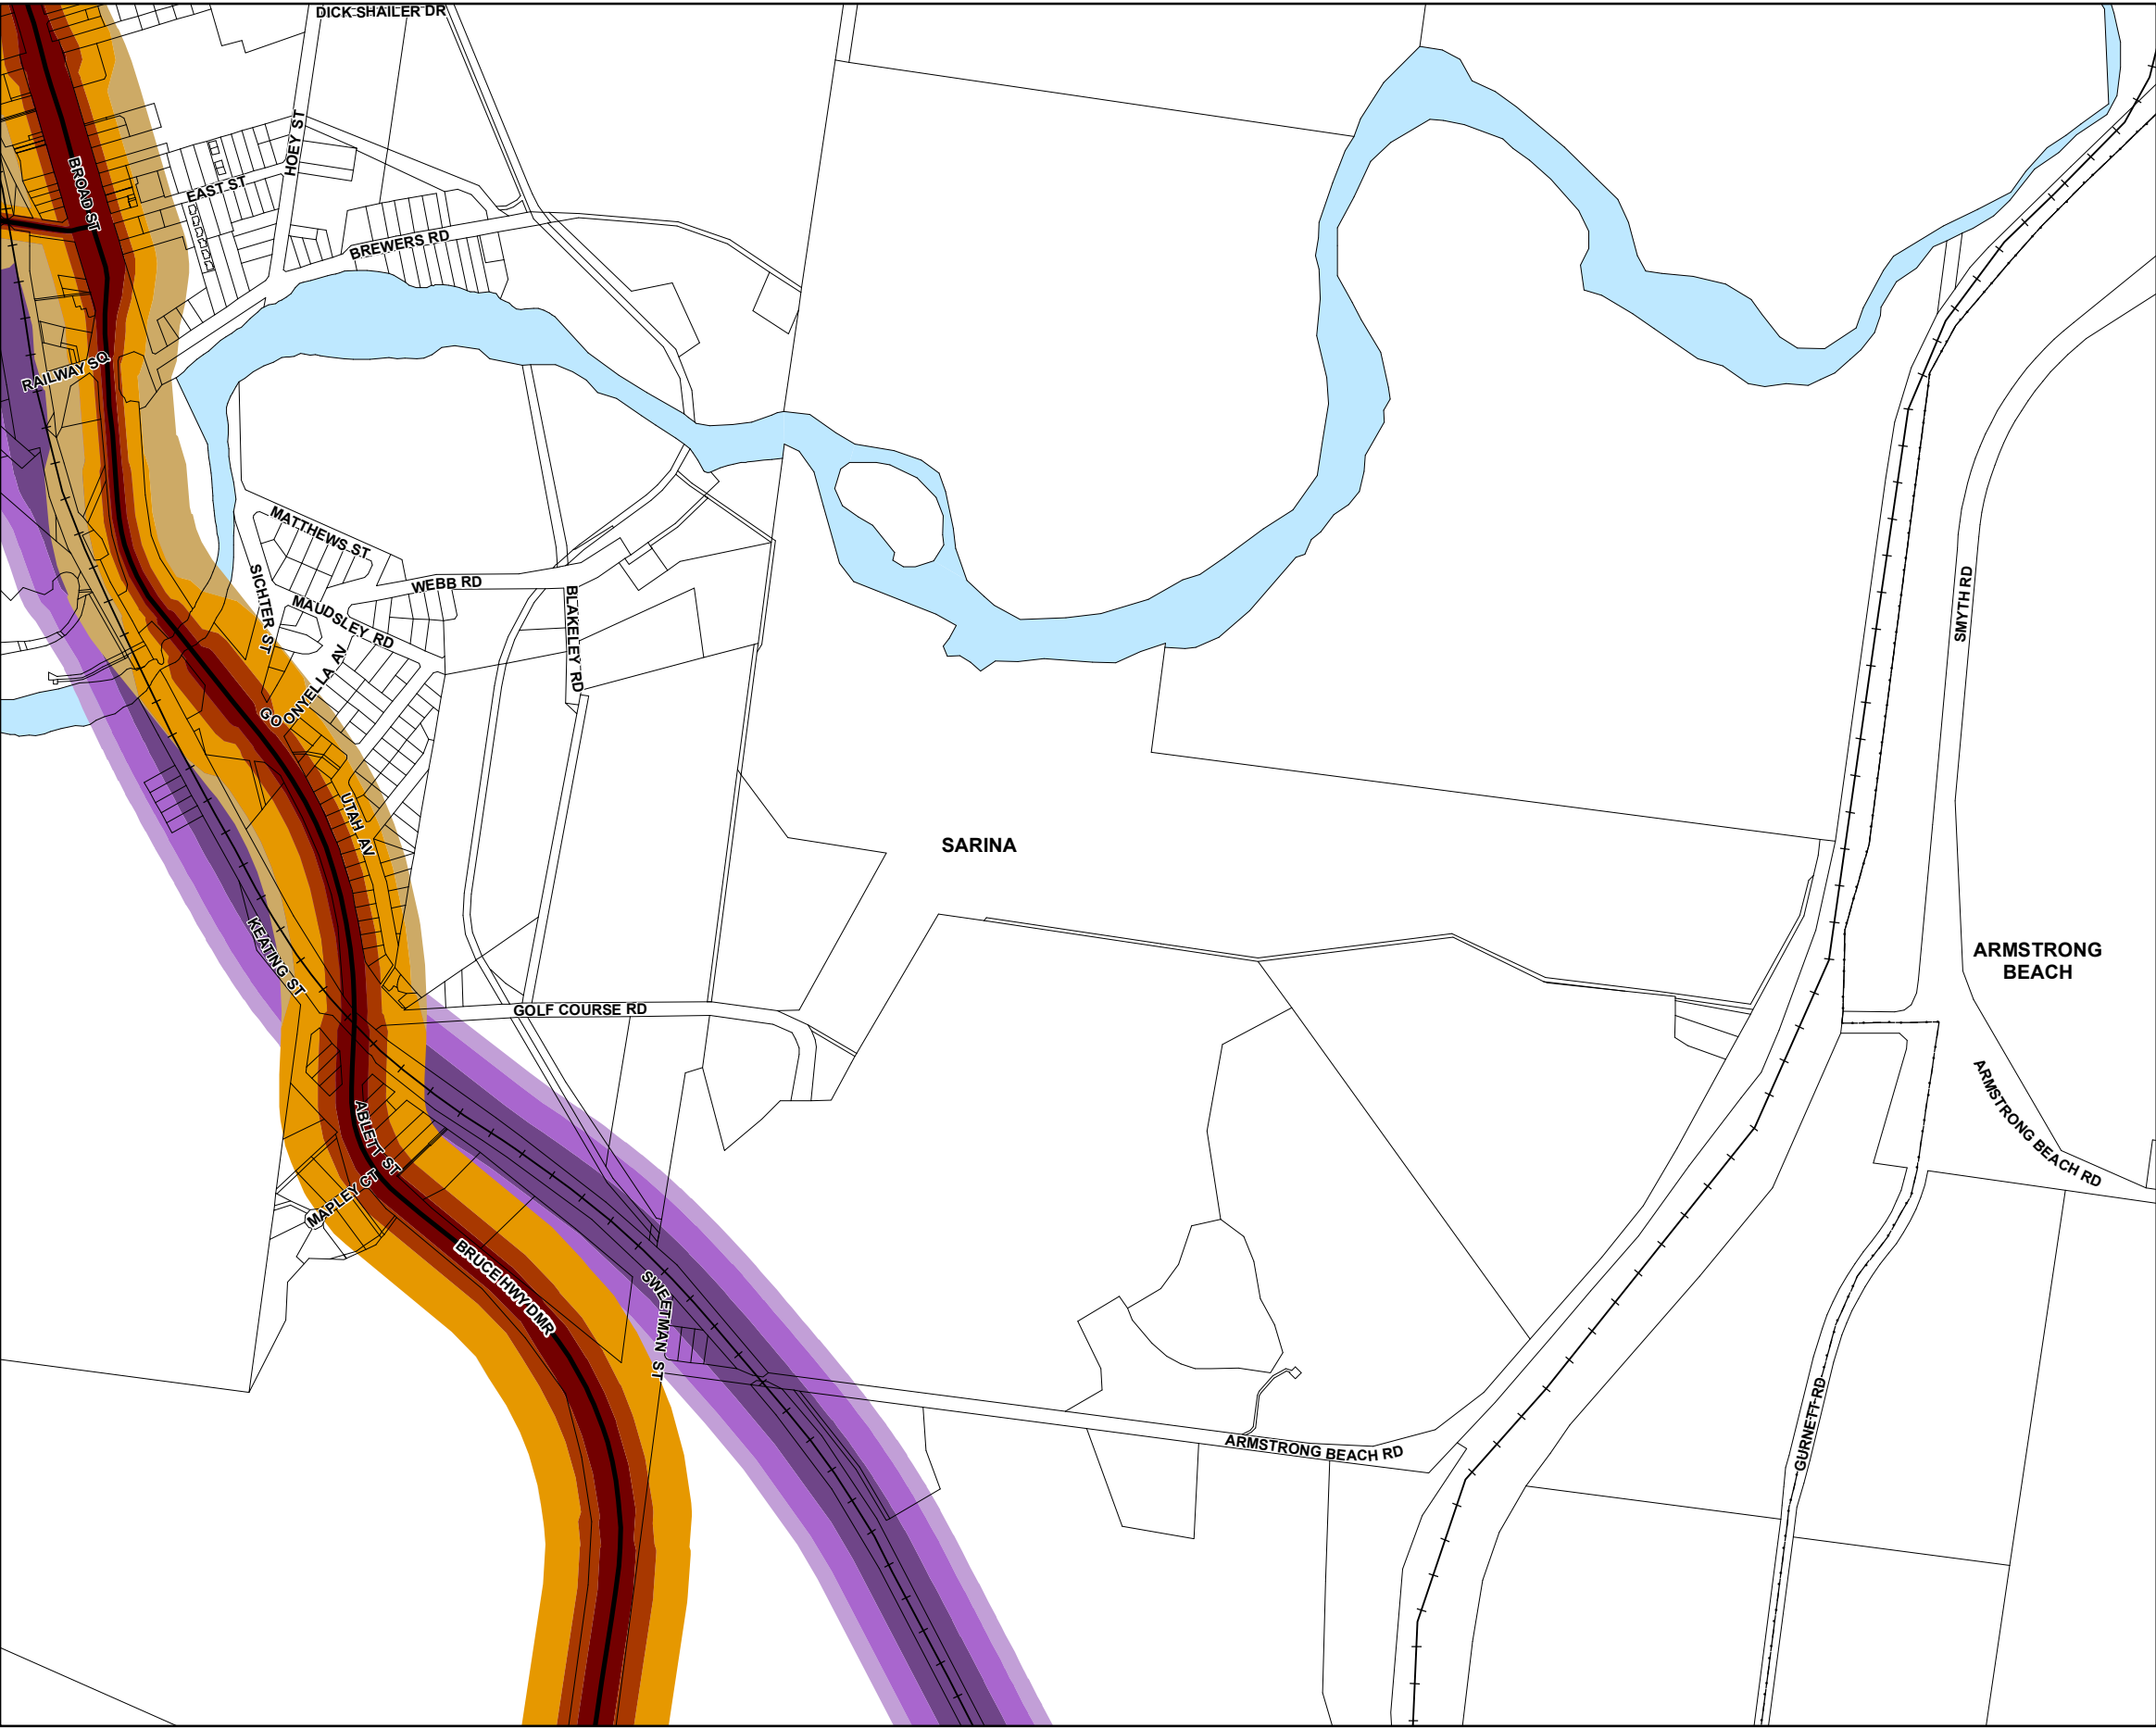 DICK SHAILER DR
HOEY ST
BROAD ST
EAST ST
BREWERS RD
RAILWAY SQ
MATTHEWS ST
SICHTER ST
WEBB RD
MAUDSLEY RD
BLAKELEY RD
SMYTH RD
GOONYELLA AV
UTAH AV
SARINA
KEATING ST
ARMSTRONG
BEACH
GOLF COURSE RD
ABLETT ST
ARMSTRONG BEACH RD
MAPLEY CT
BRUCE HWY DMR
SWEETMAN ST
GURNETT RD
ARMSTRONG BEACH RD